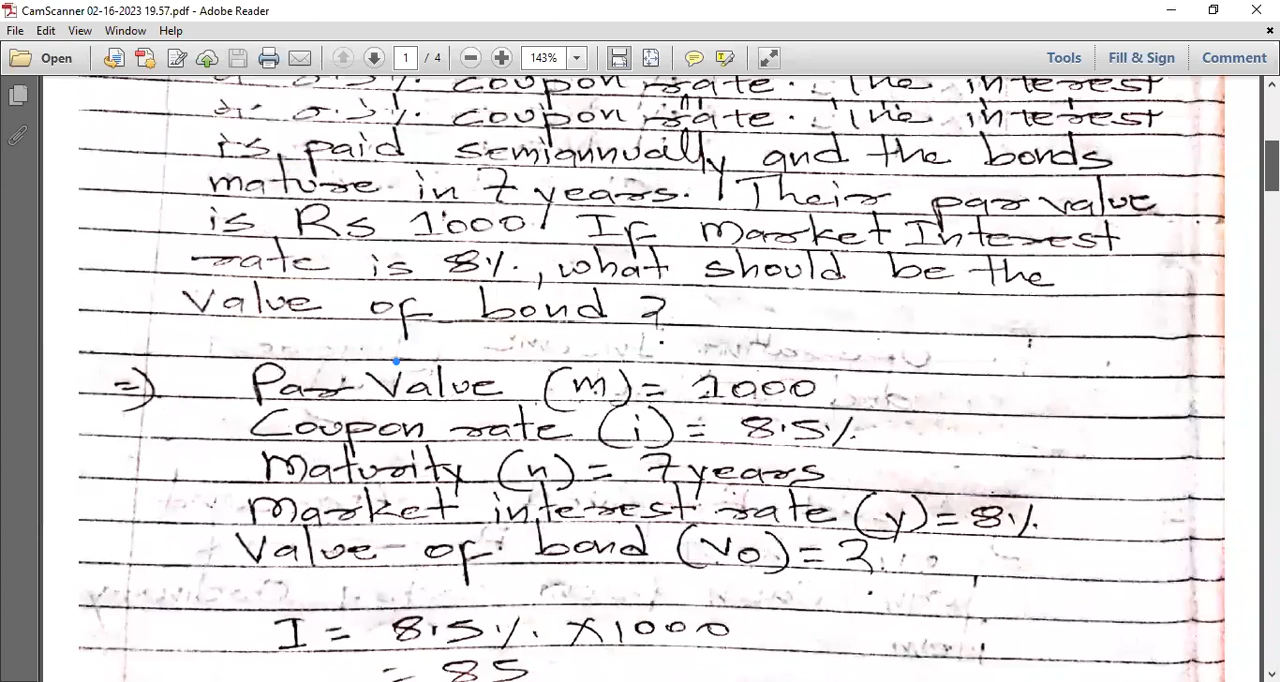 CamScanner 02-16-2023 19.57.pdf - Adobe Reader
File Edit View Window Help
Open 1 / 4 143% Tools Fill & Sign Comment
coupon rate. The interest
coupon rate. The interest
is paid semiannually and the bonds
mature in 7 years. Their par value
is Rs 1000. If market Interest
rate is 8%, what should be the
value of bond?
=) Par Value (m) = 1000
Coupon rate (i) = 8.5%
Maturity (n) = 7 years
Market interest rate (y) = 8%
Value of bond (Vo) = ?
I = 8.5% × 1000
= 85